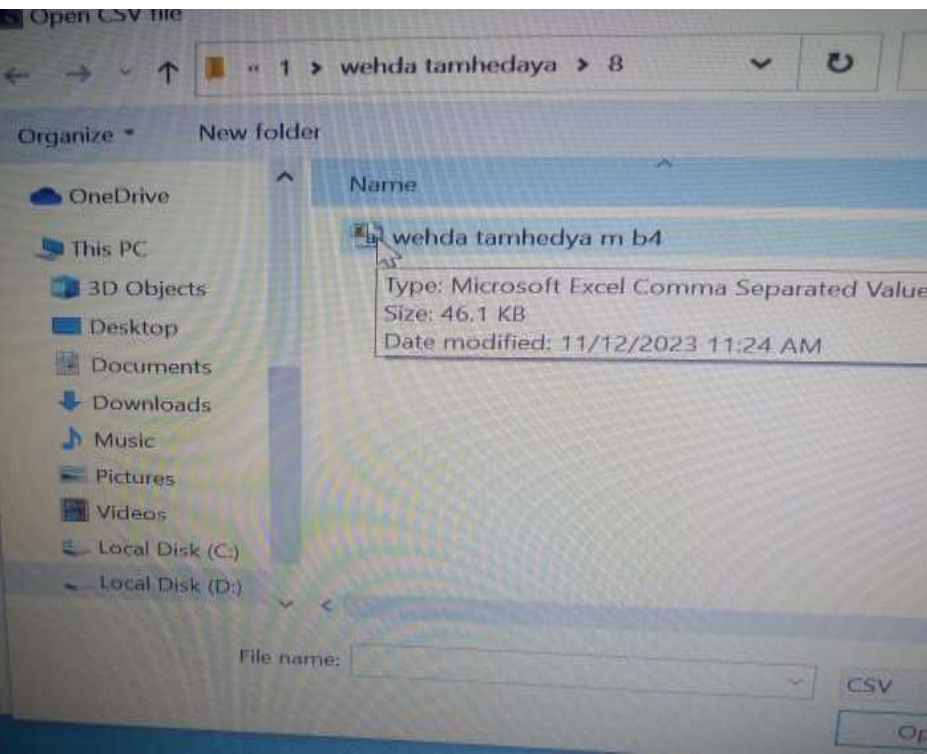 Open CSV file
« 1 > wehda tamhedaya > 8
Organize New folder
Name
OneDrive
wehda tamhedya m b4
This PC
Type: Microsoft Excel Comma Separated Value
3D Objects
Size: 46.1 KB
Desktop
Date modified: 11/12/2023 11:24 AM
Documents
Downloads
Music
Pictures
Videos
Local Disk (C:)
Local Disk (D:)
File name:
CSV
Op